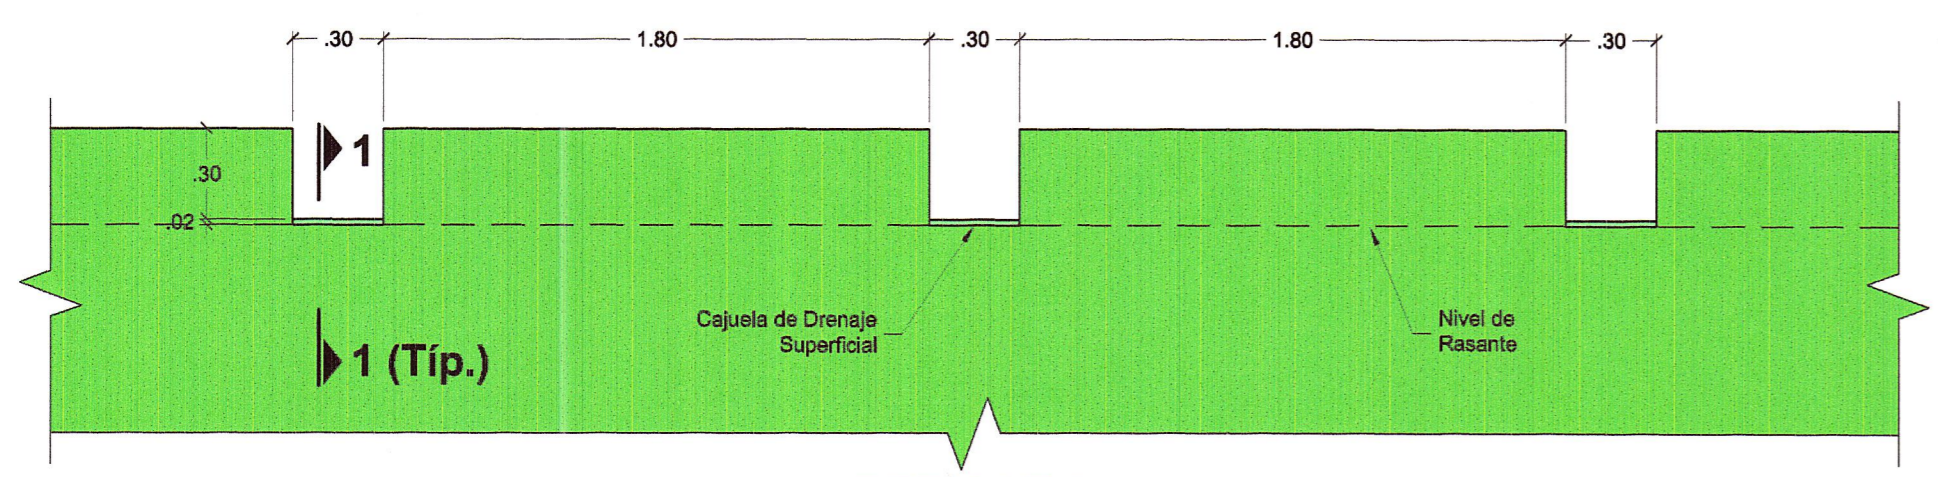 .30
1.80
.30
1.80
.30
1
.30
.02
Cajuela de Drenaje
Superficial
Nivel de
Rasante
1 (Típ.)